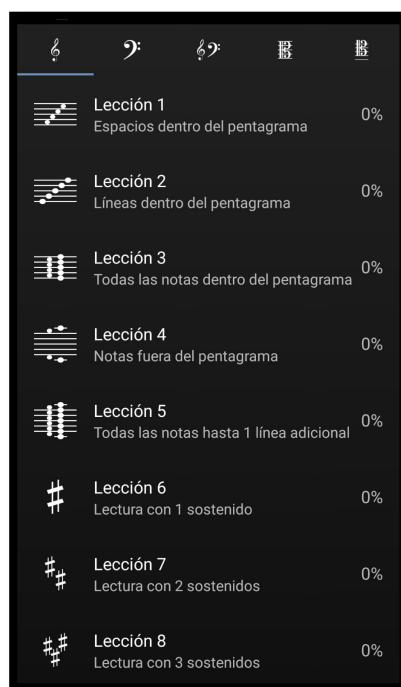 Lección 1
Espacios dentro del pentagrama
0%
Lección 2
Líneas dentro del pentagrama
0%
Lección 3
Todas las notas dentro del pentagrama
0%
Lección 4
Notas fuera del pentagrama
0%
Lección 5
Todas las notas hasta 1 línea adicional
0%
Lección 6
Lectura con 1 sostenido
0%
Lección 7
Lectura con 2 sostenidos
0%
Lección 8
Lectura con 3 sostenidos
0%